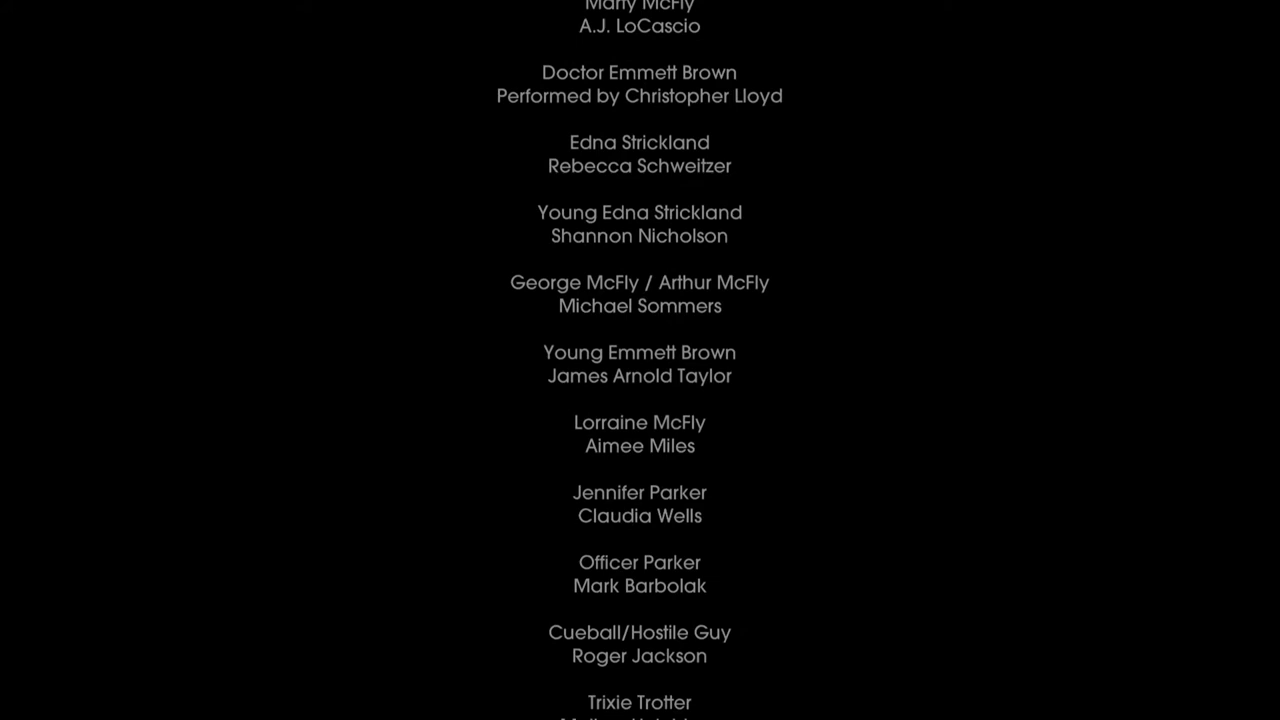 Marty McFly
A.J. LoCascio
Doctor Emmett Brown
Performed by Christopher Lloyd
Edna Strickland
Rebecca Schweitzer
Young Edna Strickland
Shannon Nicholson
George McFly / Arthur McFly
Michael Sommers
Young Emmett Brown
James Arnold Taylor
Lorraine McFly
Aimee Miles
Jennifer Parker
Claudia Wells
Officer Parker
Mark Barbolak
Cueball/Hostile Guy
Roger Jackson
Trixie Trotter